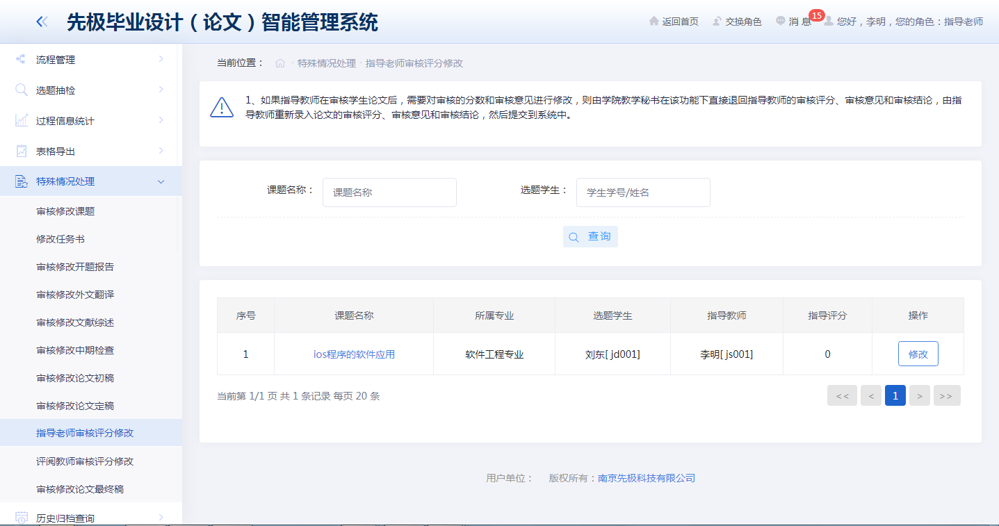 先极毕业设计（论文）智能管理系统
返回首页 交换角色 消 息 15 您好，李明，您的角色：指导老师
流程管理
选题抽检
过程信息统计
表格导出
特殊情况处理
审核修改课题
修改任务书
审核修改开题报告
审核修改外文翻译
审核修改文献综述
审核修改中期检查
审核修改论文初稿
审核修改论文定稿
指导老师审核评分修改
评阅教师审核评分修改
审核修改论文最终稿
历史归档查询
当前位置： 特殊情况处理 指导老师审核评分修改
1、如果指导教师在审核学生论文后，需要对审核的分数和审核意见进行修改，则由学院教学秘书在该功能下直接退回指导教师的审核评分、审核意见和审核结论，由指
导教师重新录入论文的审核评分、审核意见和审核结论，然后提交到系统中。
课题名称： 课题名称 选题学生： 学生学号/姓名
查询
序号 课题名称 所属专业 选题学生 指导教师 指导评分 操作
1 ios程序的软件应用 软件工程专业 刘东[ jd001] 李明[ js001] 0 修改
当前第 1/1 页 共 1 条记录 每页 20 条 << < 1 > >>
用户单位： 版权所有：南京先极科技有限公司